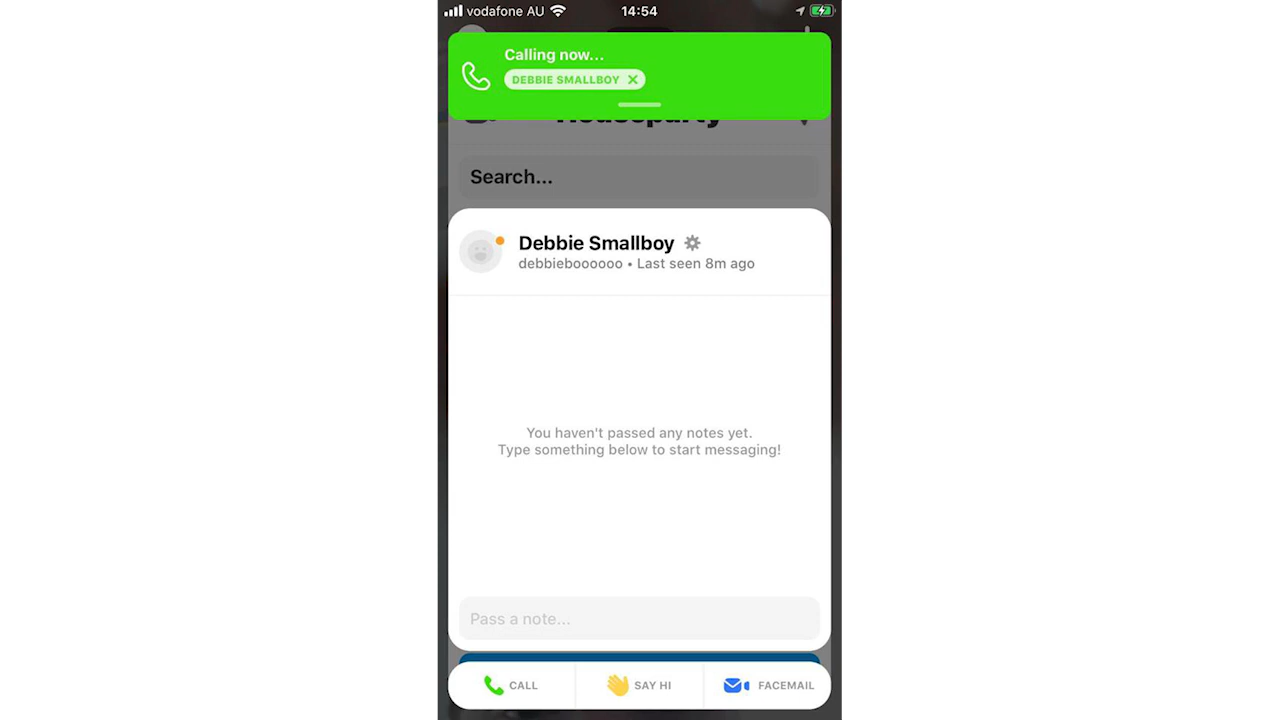 vodafone AU 14:54
Calling now...
DEBBIE SMALLBOY X
Houseparty
Search...
Debbie Smallboy
debbieboooooo • Last seen 8m ago
You haven't passed any notes yet.
Type something below to start messaging!
Pass a note...
CALL SAY HI FACEMAIL